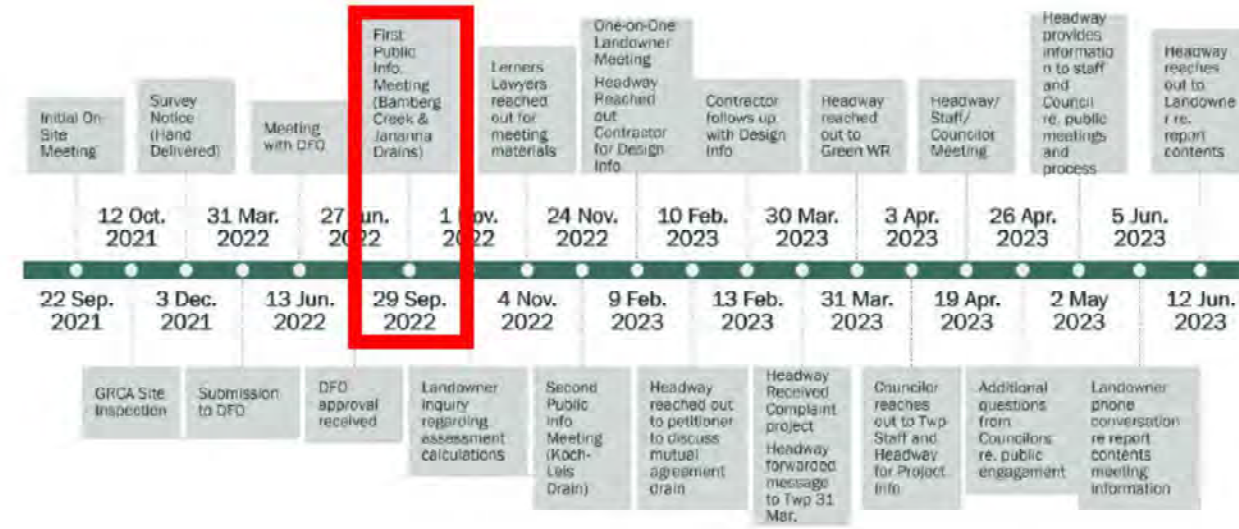 Initial On-
Site
Meeting
Survey
Notice
(Hand
Delivered)
Meeting
with DFO
First
Public
Info.
Meeting
(Bamberg
Creek &
Jananna
Drains)
Lerners
Lawyers
reached
out for
meeting
materials
One-on-One
Landowner
Meeting
Headway
Reached
out
Contractor
for Design
Info
Contractor
follows up
with Design
Info
Headway
reached
out to
Green WR
Headway/
Staff/
Councilor
Meeting
Headway
provides
informatio
n to staff
and
Council
re. public
meetings
and
process
Headway
reaches
out to
Landowne
r re.
report
contents
12 Oct.
2021
31 Mar.
2022
27 Jun.
2022
1 Nov.
2022
24 Nov.
2022
10 Feb.
2023
30 Mar.
2023
3 Apr.
2023
26 Apr.
2023
5 Jun.
2023
22 Sep.
2021
3 Dec.
2021
13 Jun.
2022
29 Sep.
2022
4 Nov.
2022
9 Feb.
2023
13 Feb.
2023
31 Mar.
2023
19 Apr.
2023
2 May
2023
12 Jun.
2023
GRCA Site
Inspection
Submission
to DFO
DFO
approval
received
Landowner
inquiry
regarding
assessment
calculations
Second
Public
Info
Meeting
(Koch-
Leis
Drain)
Headway
reached out
to petitioner
to discuss
mutual
agreement
drain
Headway
Received
Complaint
project
Headway
forwarded
message
to Twp 31
Mar.
Councilor
reaches
out to Twp
Staff and
Headway
for Project
Info
Additional
questions
from
Councilors
re. public
engagement
Landowner
phone
conversation
re report
contents
meeting
information